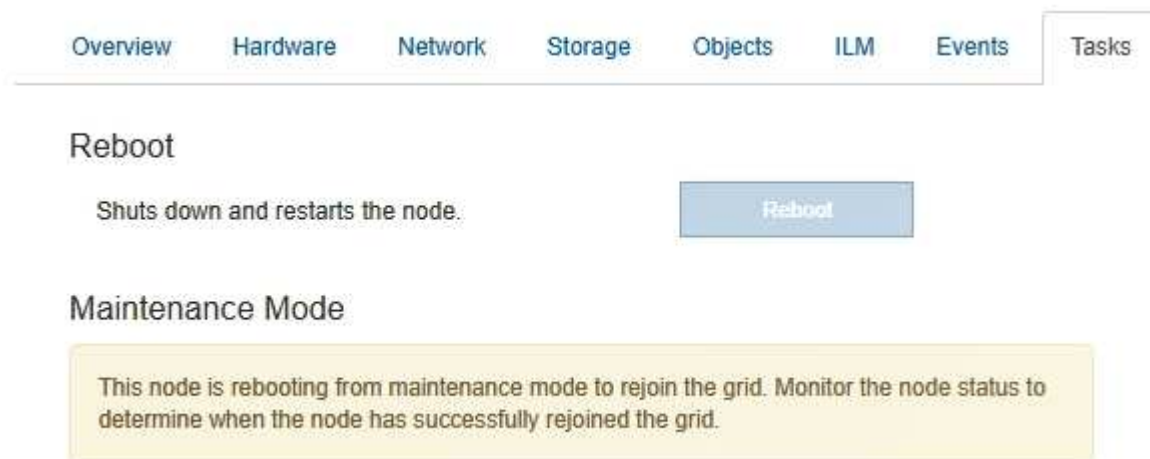 Overview Hardware Network Storage Objects ILM Events Tasks
Reboot
Shuts down and restarts the node. Reboot
Maintenance Mode
This node is rebooting from maintenance mode to rejoin the grid. Monitor the node status to
determine when the node has successfully rejoined the grid.